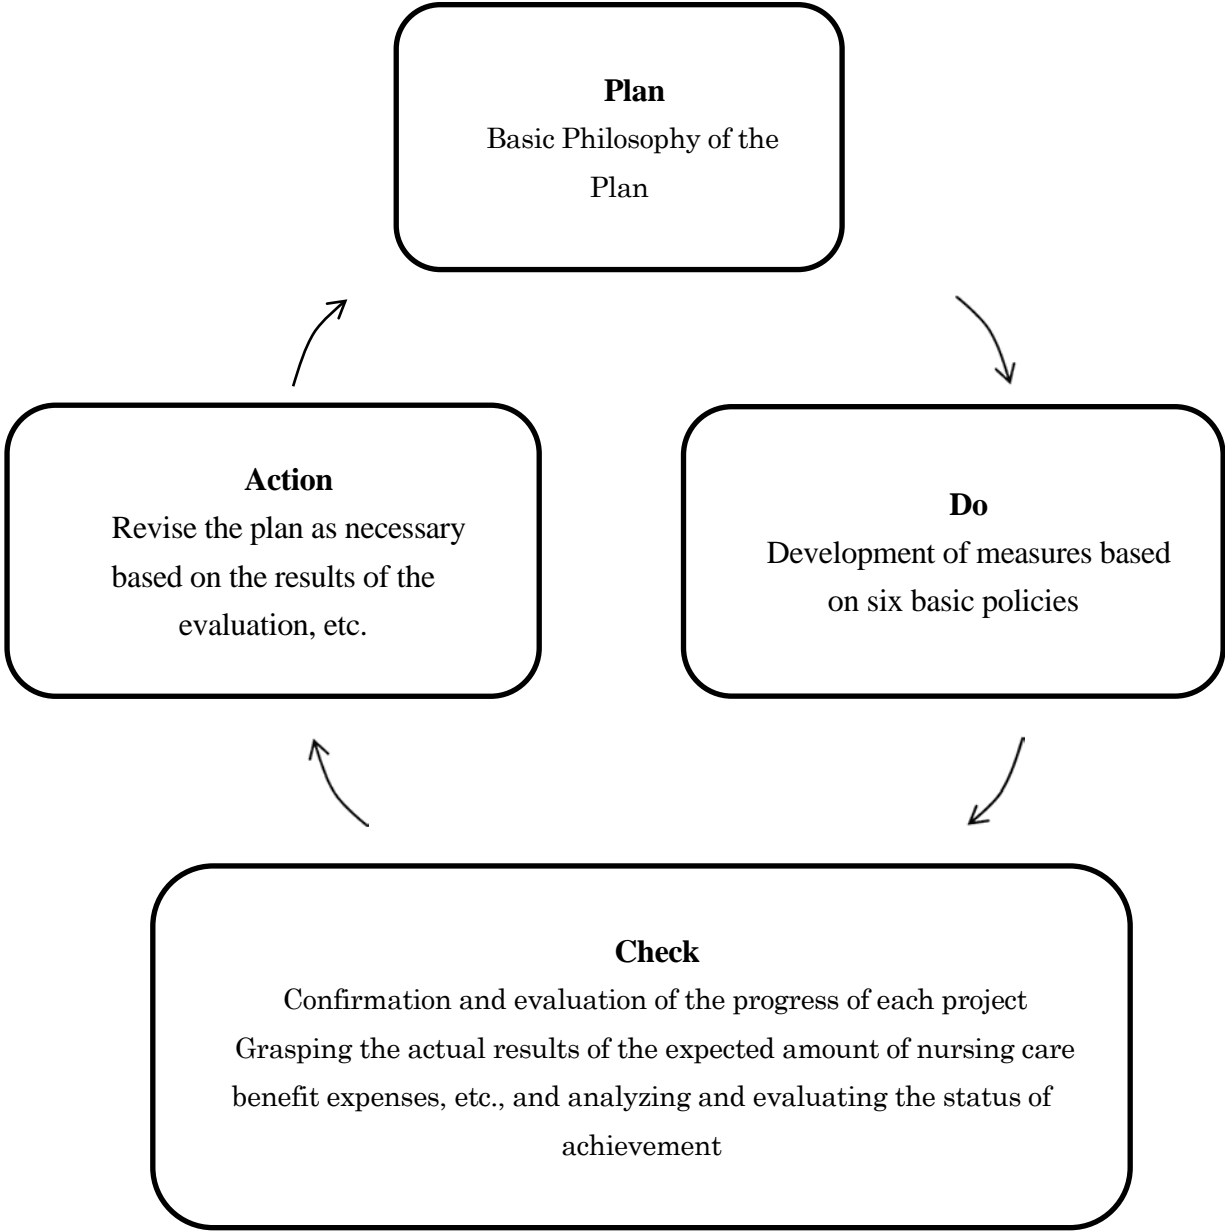 Plan
Basic Philosophy of the
Plan
Action
Revise the plan as necessary
based on the results of the
evaluation, etc.
Do
Development of measures based
on six basic policies
Check
Confirmation and evaluation of the progress of each project
Grasping the actual results of the expected amount of nursing care
benefit expenses, etc., and analyzing and evaluating the status of
achievement